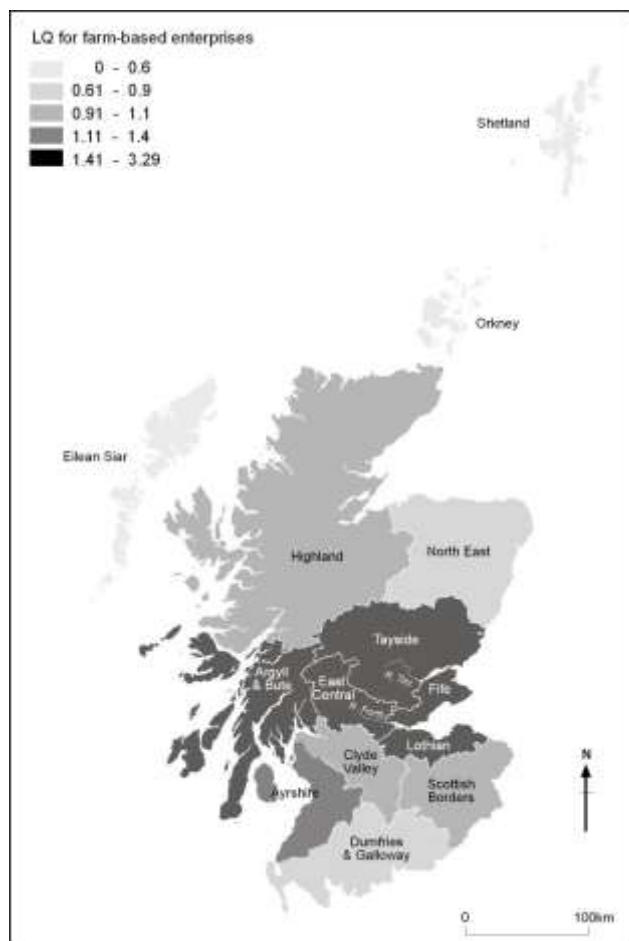 LQ for farm-based enterprises
0 - 0.6
0.61 - 0.9
0.91 - 1.1
1.11 - 1.4
1.41 - 3.29
Shetland
Orkney
Eilean Siar
Highland
North East
Tayside
Argyll
& Bute
East
Central
R. Tay
Fife
R. Forth
Lothian
Clyde
Valley
Ayrshire
Scottish
Borders
Dumfries
& Galloway
N
0 100km